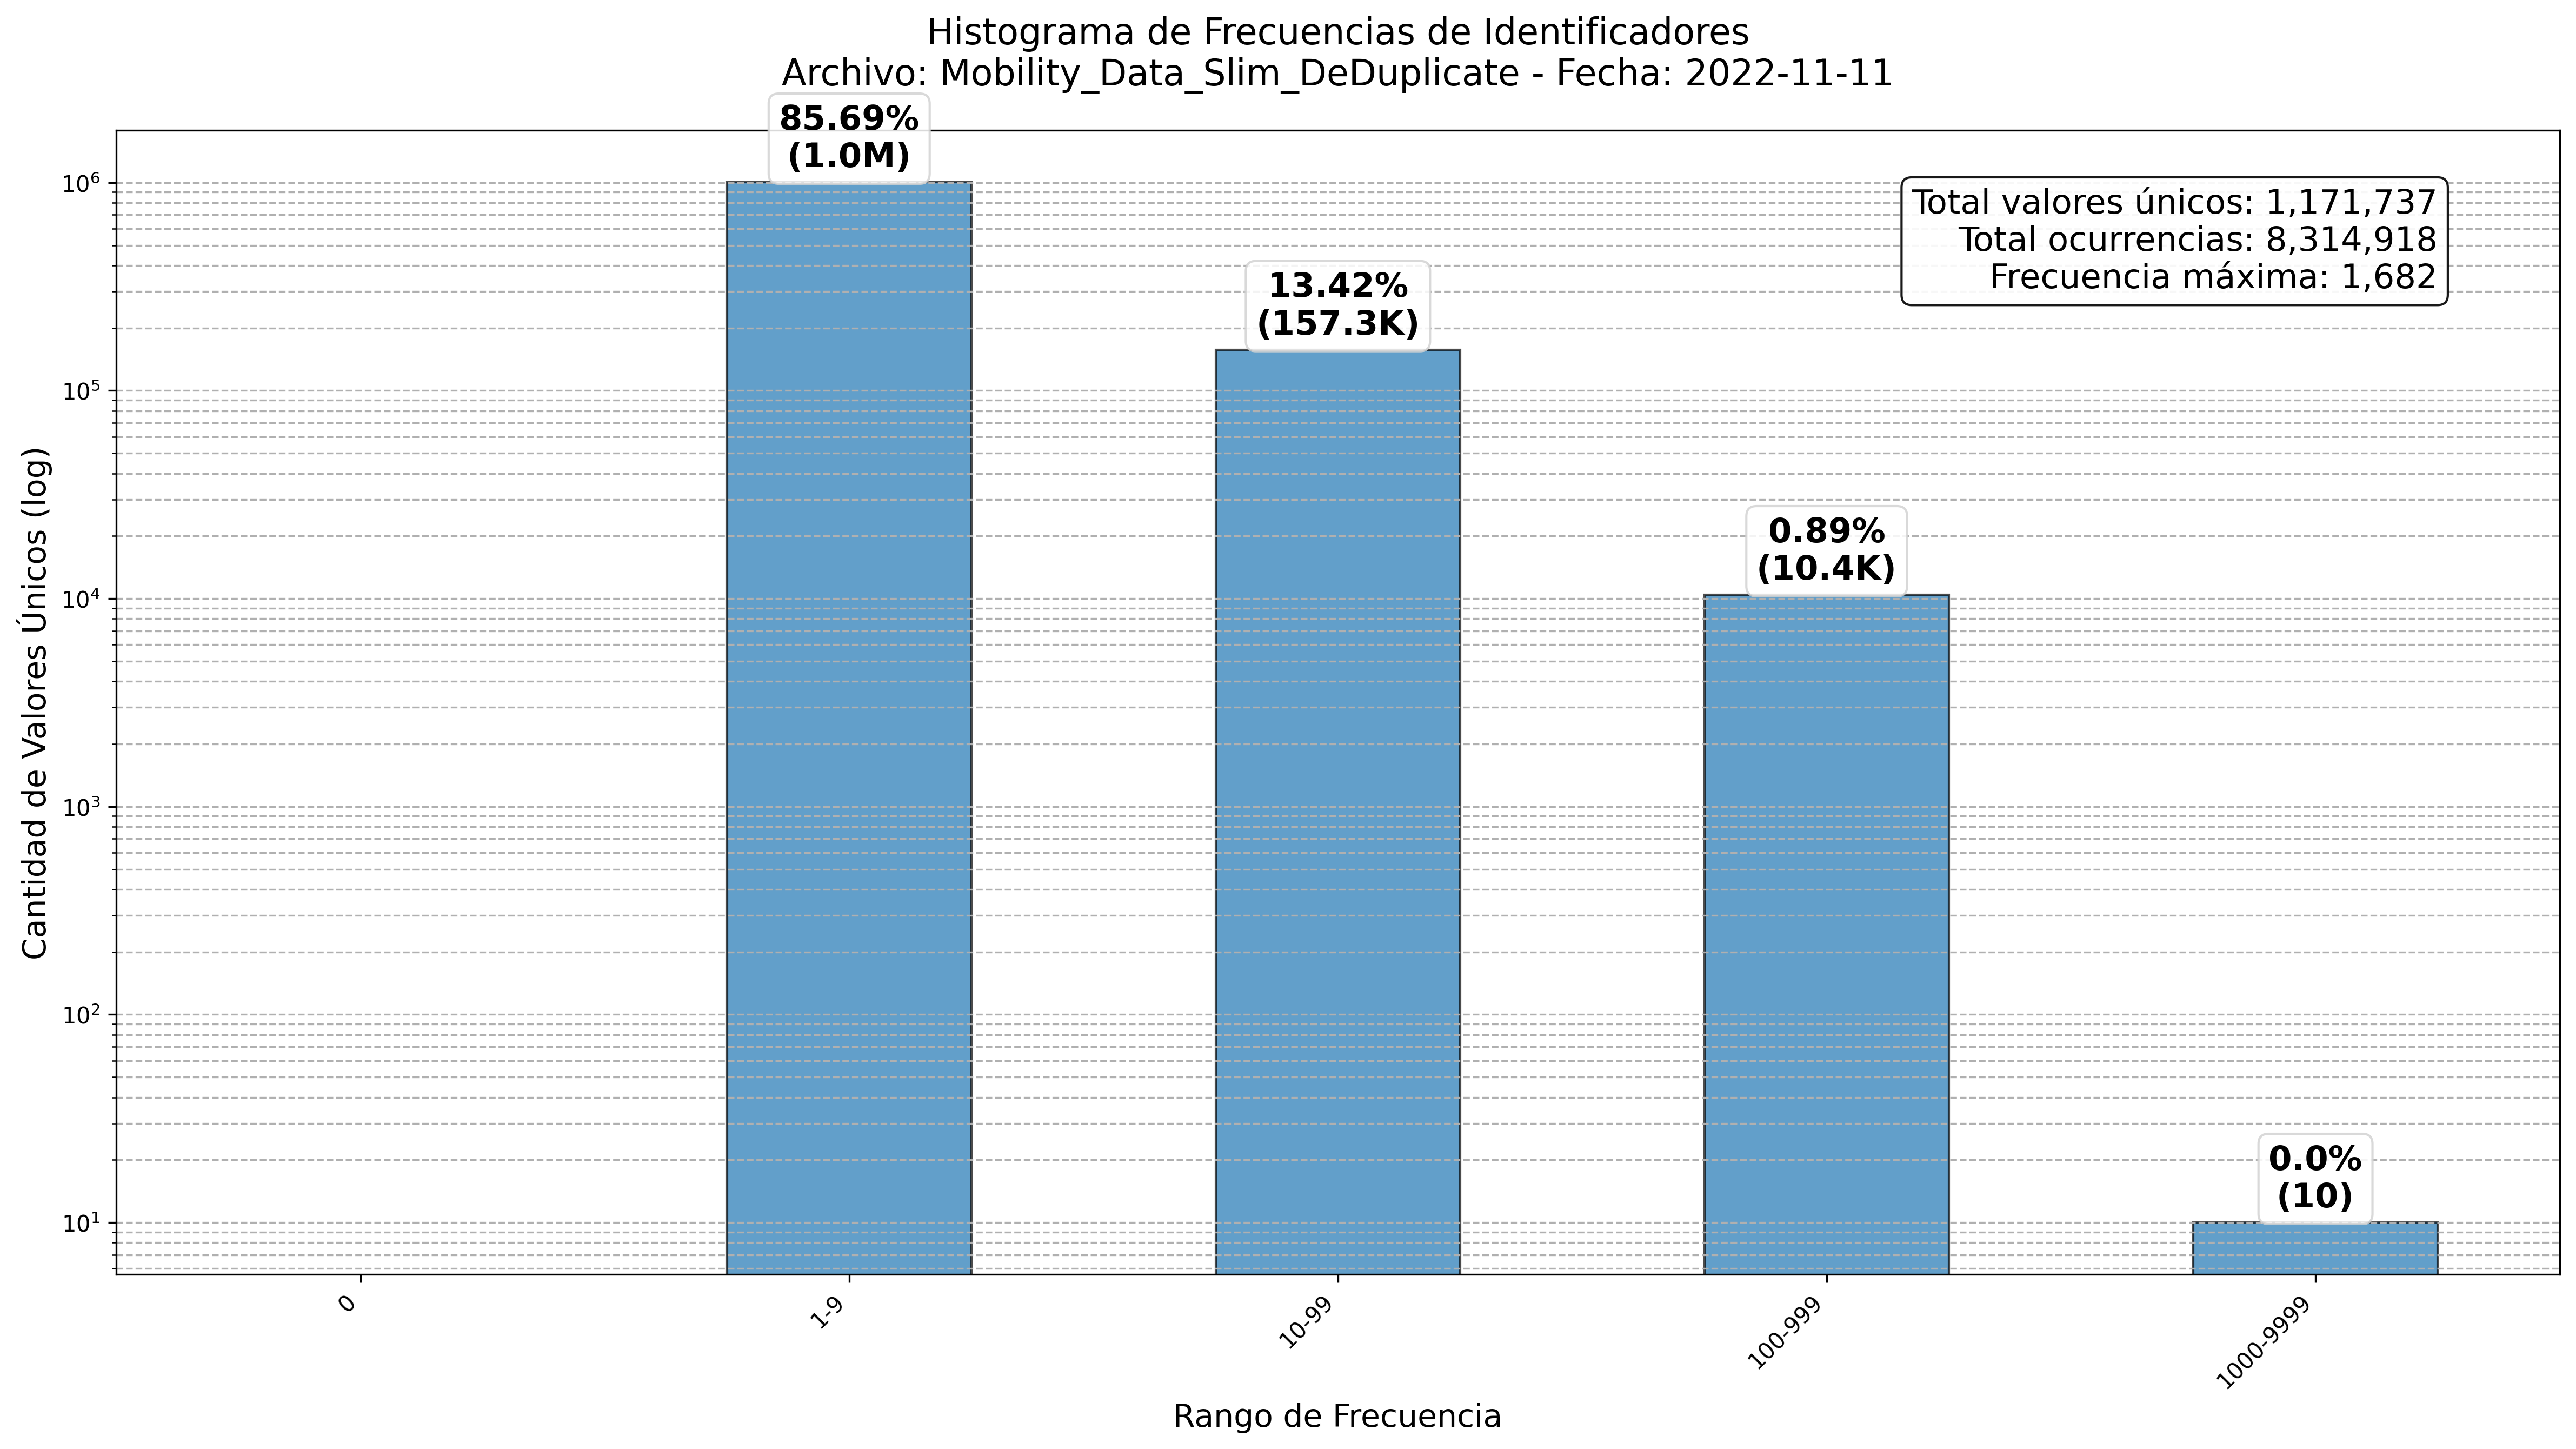 Histograma de Frecuencias de Identificadores
Archivo: Mobility_Data_Slim_DeDuplicate - Fecha: 2022-11-11
85.69%
(1.0M)
13.42%
(157.3K)
0.89%
(10.4K)
0.0%
(10)
Total valores únicos: 1,171,737
Total ocurrencias: 8,314,918
Frecuencia máxima: 1,682
Cantidad de Valores Únicos (log)
10⁶
10⁵
10⁴
10³
10²
10¹
0
1-9
10-99
100-999
1000-9999
Rango de Frecuencia